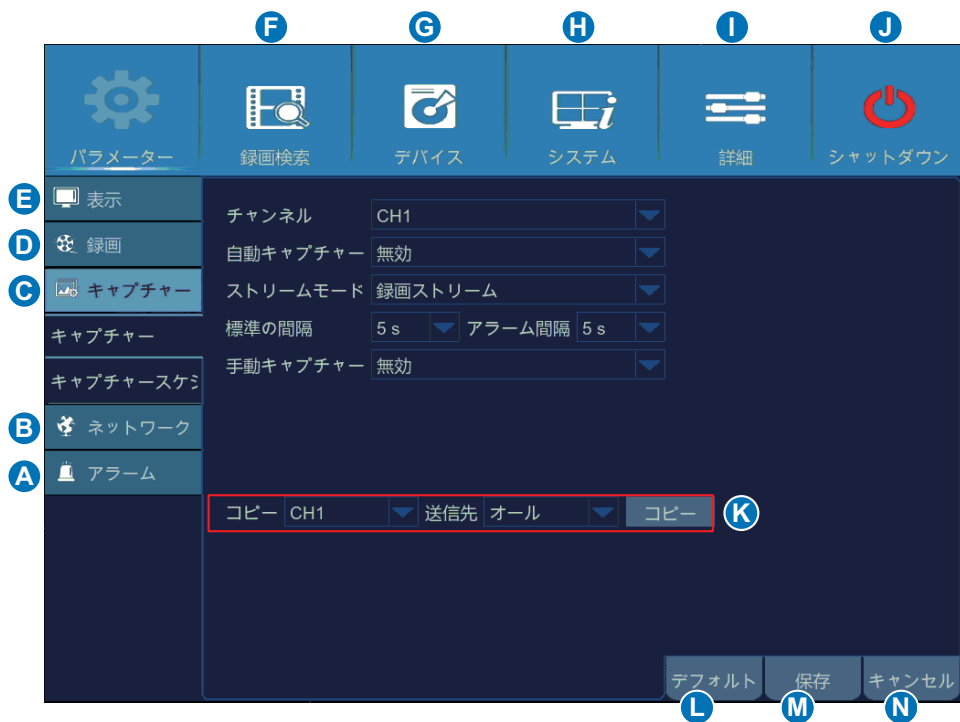 F G H I J
パラメーター 録画検索 デバイス システム 詳細 シャットダウン
E 表示
D 録画
C キャプチャー
キャプチャー
キャプチャースケジ
B ネットワーク
A アラーム
チャンネル CH1
自動キャプチャー 無効
ストリームモード 録画ストリーム
標準の間隔 5 s アラーム間隔 5 s
手動キャプチャー 無効
コピー CH1 送信先 オール コピー K
デフォルト 保存 キャンセル
L M N